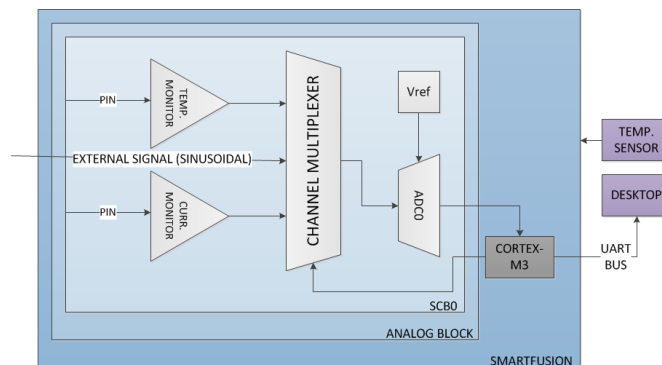 PIN
TEMP.
MONITOR
EXTERNAL SIGNAL (SINUSOIDAL)
PIN
CURR.
MONITOR
CHANNEL MULTIPLEXER
Vref
ADC0
SCB0
ANALOG BLOCK
CORTEX-
M3
SMARTFUSION
TEMP.
SENSOR
DESKTOP
UART
BUS